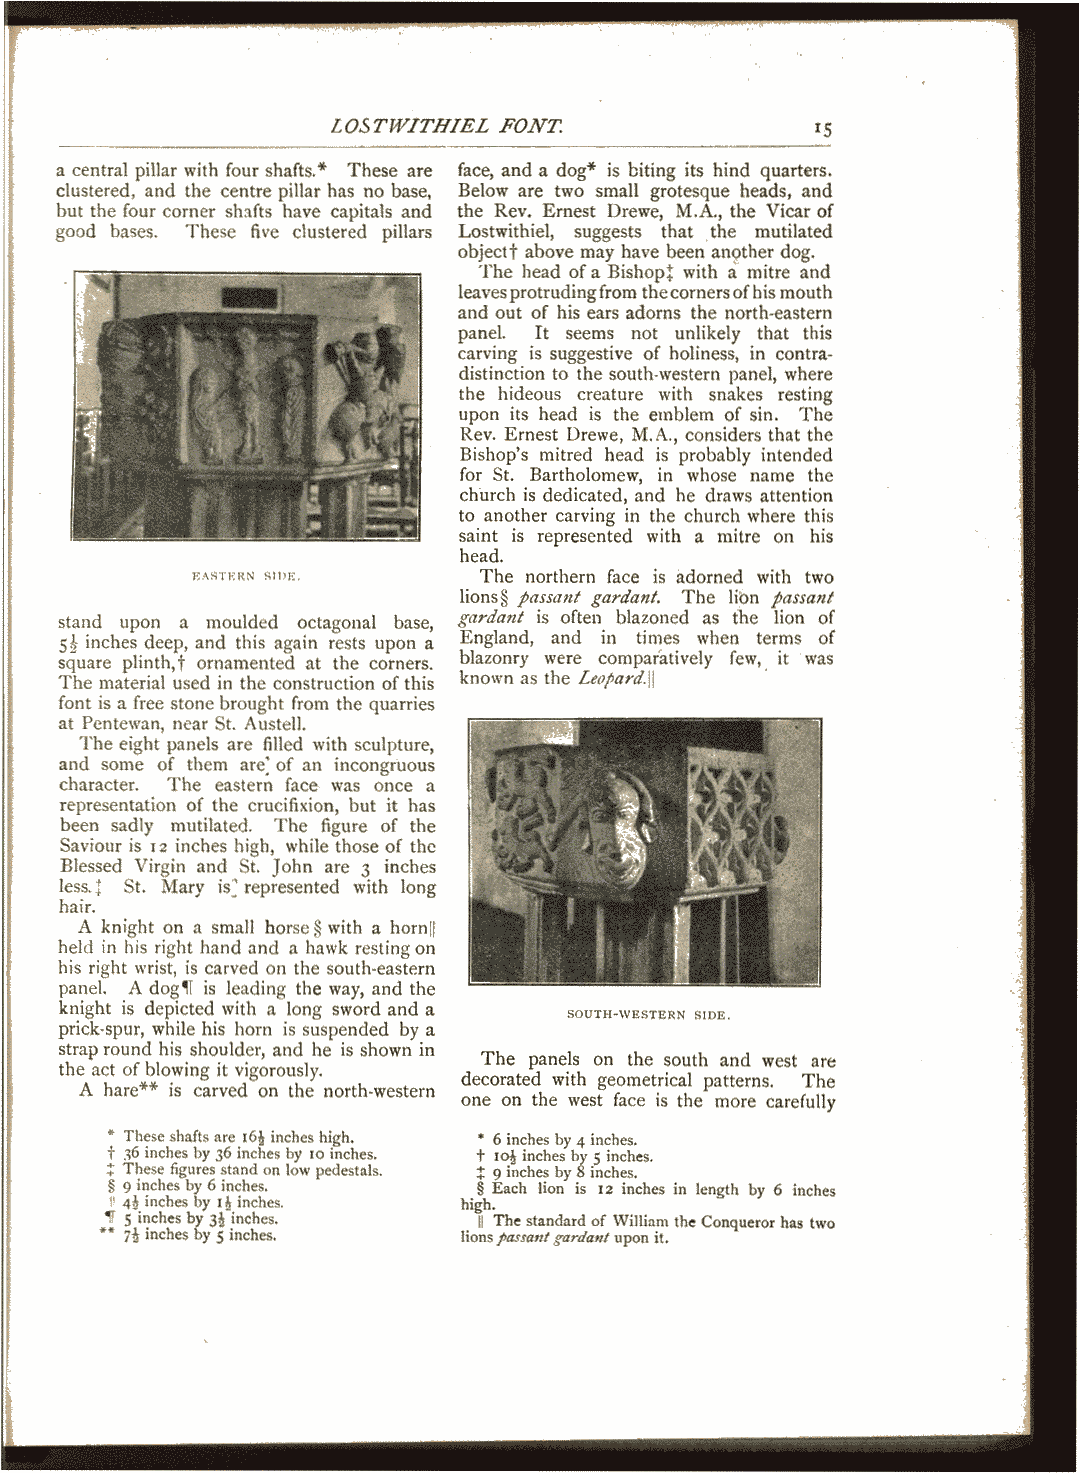 LOSTWITHIEL FONT.
15
a central pillar with four shafts.* These are
clustered, and the centre pillar has no base,
but the four corner shafts have capitals and
good bases. These five clustered pillars
EASTERN SIDE.
stand upon a moulded octagonal base,
5½ inches deep, and this again rests upon a
square plinth,† ornamented at the corners.
The material used in the construction of this
font is a free stone brought from the quarries
at Pentewan, near St. Austell.
The eight panels are filled with sculpture,
and some of them are of an incongruous
character. The eastern face was once a
representation of the crucifixion, but it has
been sadly mutilated. The figure of the
Saviour is 12 inches high, while those of the
Blessed Virgin and St. John are 3 inches
less.‡ St. Mary is represented with long
hair.
A knight on a small horse§ with a horn‖
held in his right hand and a hawk resting on
his right wrist, is carved on the south-eastern
panel. A dog¶ is leading the way, and the
knight is depicted with a long sword and a
prick-spur, while his horn is suspended by a
strap round his shoulder, and he is shown in
the act of blowing it vigorously.
A hare** is carved on the north-western
* These shafts are 16½ inches high.
† 36 inches by 36 inches by 10 inches.
‡ These figures stand on low pedestals.
§ 9 inches by 6 inches.
‖ 4½ inches by 1½ inches.
¶ 5 inches by 3½ inches.
** 7½ inches by 5 inches.
face, and a dog* is biting its hind quarters.
Below are two small grotesque heads, and
the Rev. Ernest Drewe, M.A., the Vicar of
Lostwithiel, suggests that the mutilated
object† above may have been another dog.
The head of a Bishop‡ with a mitre and
leaves protruding from the corners of his mouth
and out of his ears adorns the north-eastern
panel. It seems not unlikely that this
carving is suggestive of holiness, in contra-
distinction to the south-western panel, where
the hideous creature with snakes resting
upon its head is the emblem of sin. The
Rev. Ernest Drewe, M.A., considers that the
Bishop's mitred head is probably intended
for St. Bartholomew, in whose name the
church is dedicated, and he draws attention
to another carving in the church where this
saint is represented with a mitre on his
head.
The northern face is adorned with two
lions§ passant gardant. The lion passant
gardant is often blazoned as the lion of
England, and in times when terms of
blazonry were comparatively few, it was
known as the Leopard.‖
SOUTH-WESTERN SIDE.
The panels on the south and west are
decorated with geometrical patterns. The
one on the west face is the more carefully
* 6 inches by 4 inches.
† 10½ inches by 5 inches.
‡ 9 inches by 8 inches.
§ Each lion is 12 inches in length by 6 inches
high.
‖ The standard of William the Conqueror has two
lions passant gardant upon it.